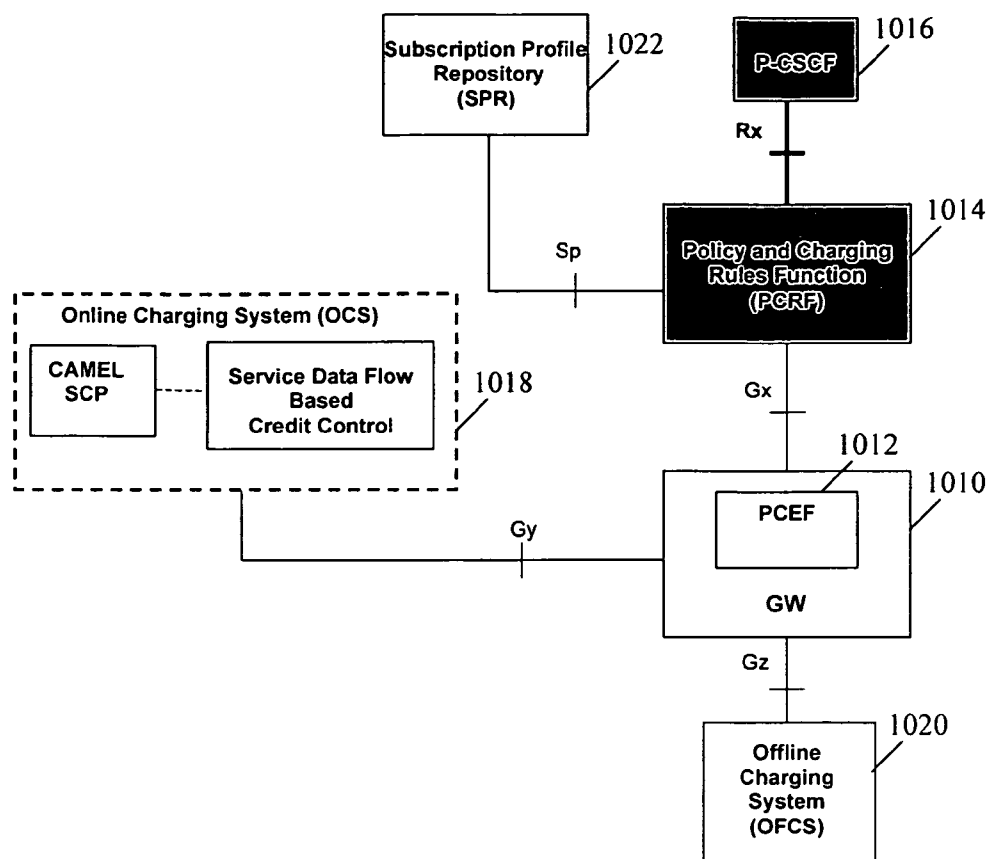 1022
Subscription Profile
Repository
(SPR)
1016
P-CSCF
Rx
1014
Policy and Charging
Rules Function
(PCRF)
Sp
Online Charging System (OCS)
CAMEL
SCP
Service Data Flow
Based
Credit Control
1018
Gx
1012
1010
PCEF
GW
Gy
Gz
1020
Offline
Charging
System
(OFCS)